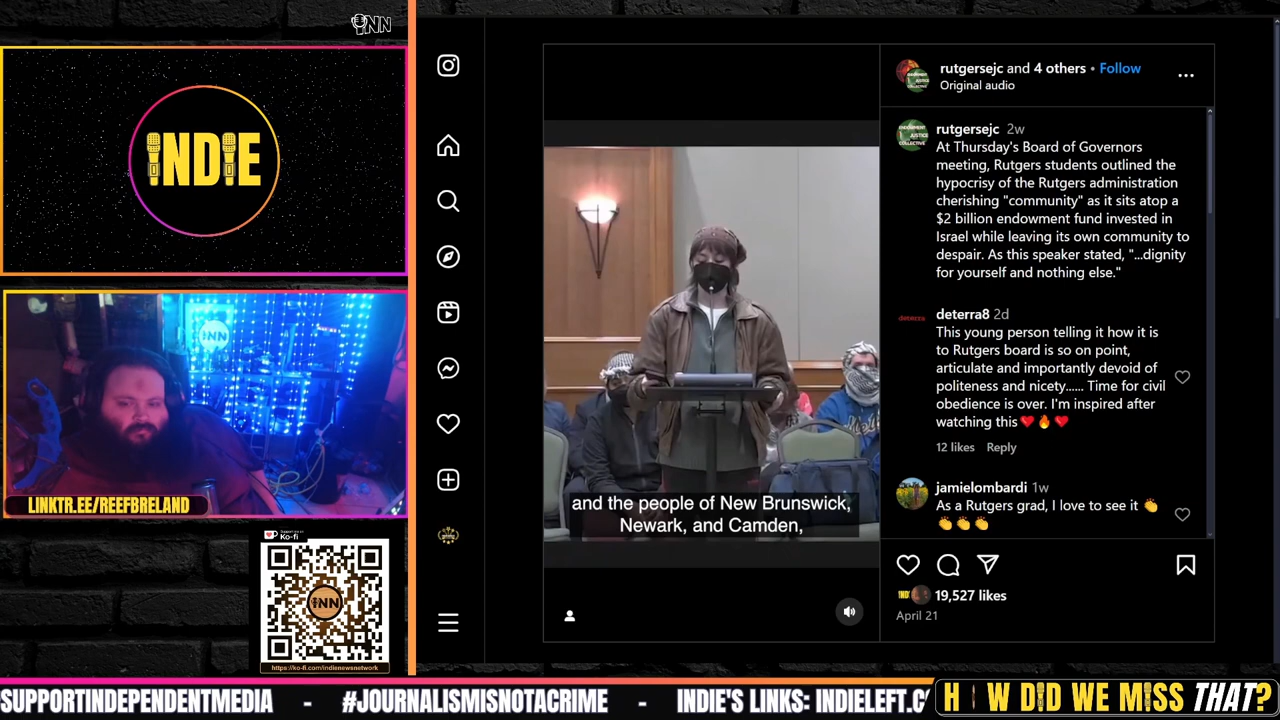 INN
INDIE
INN
LINKTR.EE/REEFBRELAND
Ko-fi
INN
https://ko-fi.com/indienewsnetwork
and the people of New Brunswick,
Newark, and Camden,
rutgersejc and 4 others • Follow
Original audio
rutgersejc 2w
At Thursday's Board of Governors
meeting, Rutgers students outlined the
hypocrisy of the Rutgers administration
cherishing "community" as it sits atop a
$2 billion endowment fund invested in
Israel while leaving its own community to
despair. As this speaker stated, "...dignity
for yourself and nothing else."
deterra8 2d
This young person telling it how it is
to Rutgers board is so on point,
articulate and importantly devoid of
politeness and nicety...... Time for civil
obedience is over. I'm inspired after
watching this❤️🔥❤️
12 likes Reply
jamielombardi 1w
As a Rutgers grad, I love to see it 👏
👏👏👏
19,527 likes
April 21
SUPPORTINDEPENDENTMEDIA - #JOURNALISMISNOTACRIME - INDIE'S LINKS: INDIELEFT.C
HOW DID WE MISS THAT?